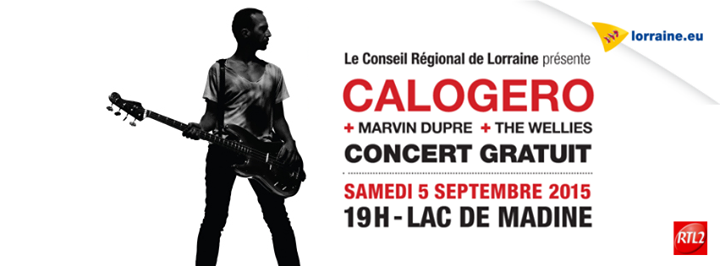 lorraine.eu
Le Conseil Régional de Lorraine présente
CALOGERO
+ MARVIN DUPRE + THE WELLIES
CONCERT GRATUIT
SAMEDI 5 SEPTEMBRE 2015
19H - LAC DE MADINE
RTL2